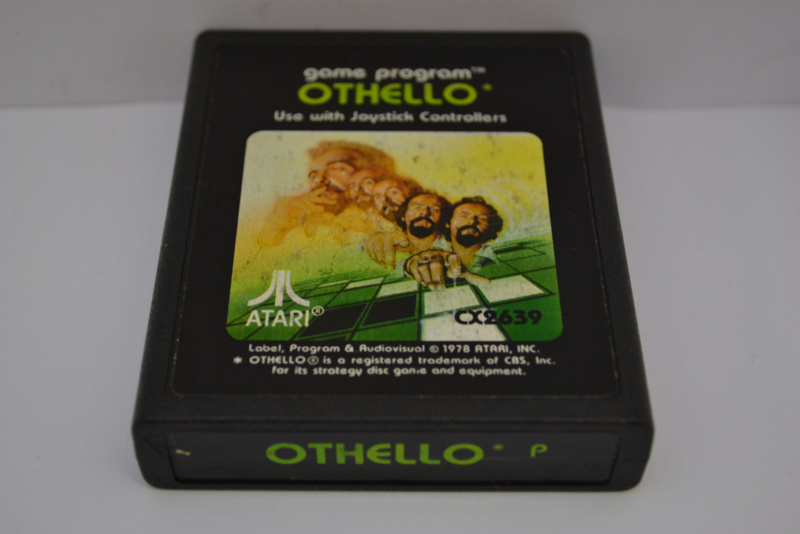 game program™
OTHELLO*
Use with Joystick Controllers
ATARI®
CX2639
Label, Program & Audiovisual © 1978 ATARI, INC.
* OTHELLO® is a registered trademark of CBS, Inc.
for its strategy disc game and equipment.
OTHELLO* P